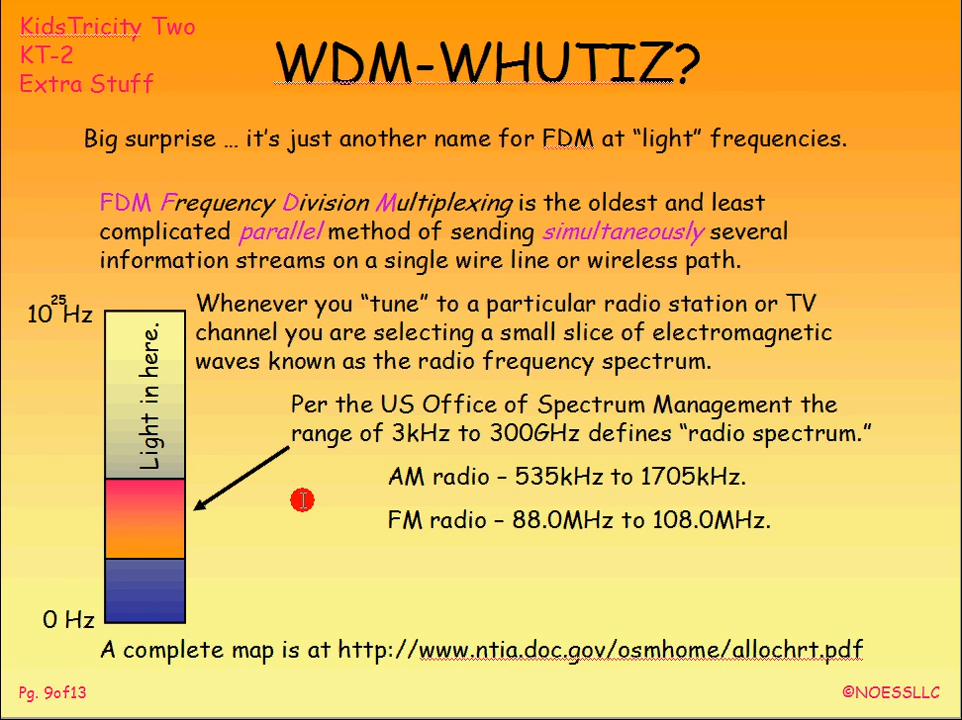 KidsTricity Two
KT-2
Extra Stuff
WDM-WHUTIZ?
Big surprise … it's just another name for FDM at "light" frequencies.
FDM Frequency Division Multiplexing is the oldest and least
complicated parallel method of sending simultaneously several
information streams on a single wire line or wireless path.
10²⁵Hz
Whenever you "tune" to a particular radio station or TV
channel you are selecting a small slice of electromagnetic
waves known as the radio frequency spectrum.
Light in here.
Per the US Office of Spectrum Management the
range of 3kHz to 300GHz defines "radio spectrum."
AM radio – 535kHz to 1705kHz.
FM radio – 88.0MHz to 108.0MHz.
0 Hz
A complete map is at http://www.ntia.doc.gov/osmhome/allochrt.pdf
Pg. 9of13
©NOESSLLC